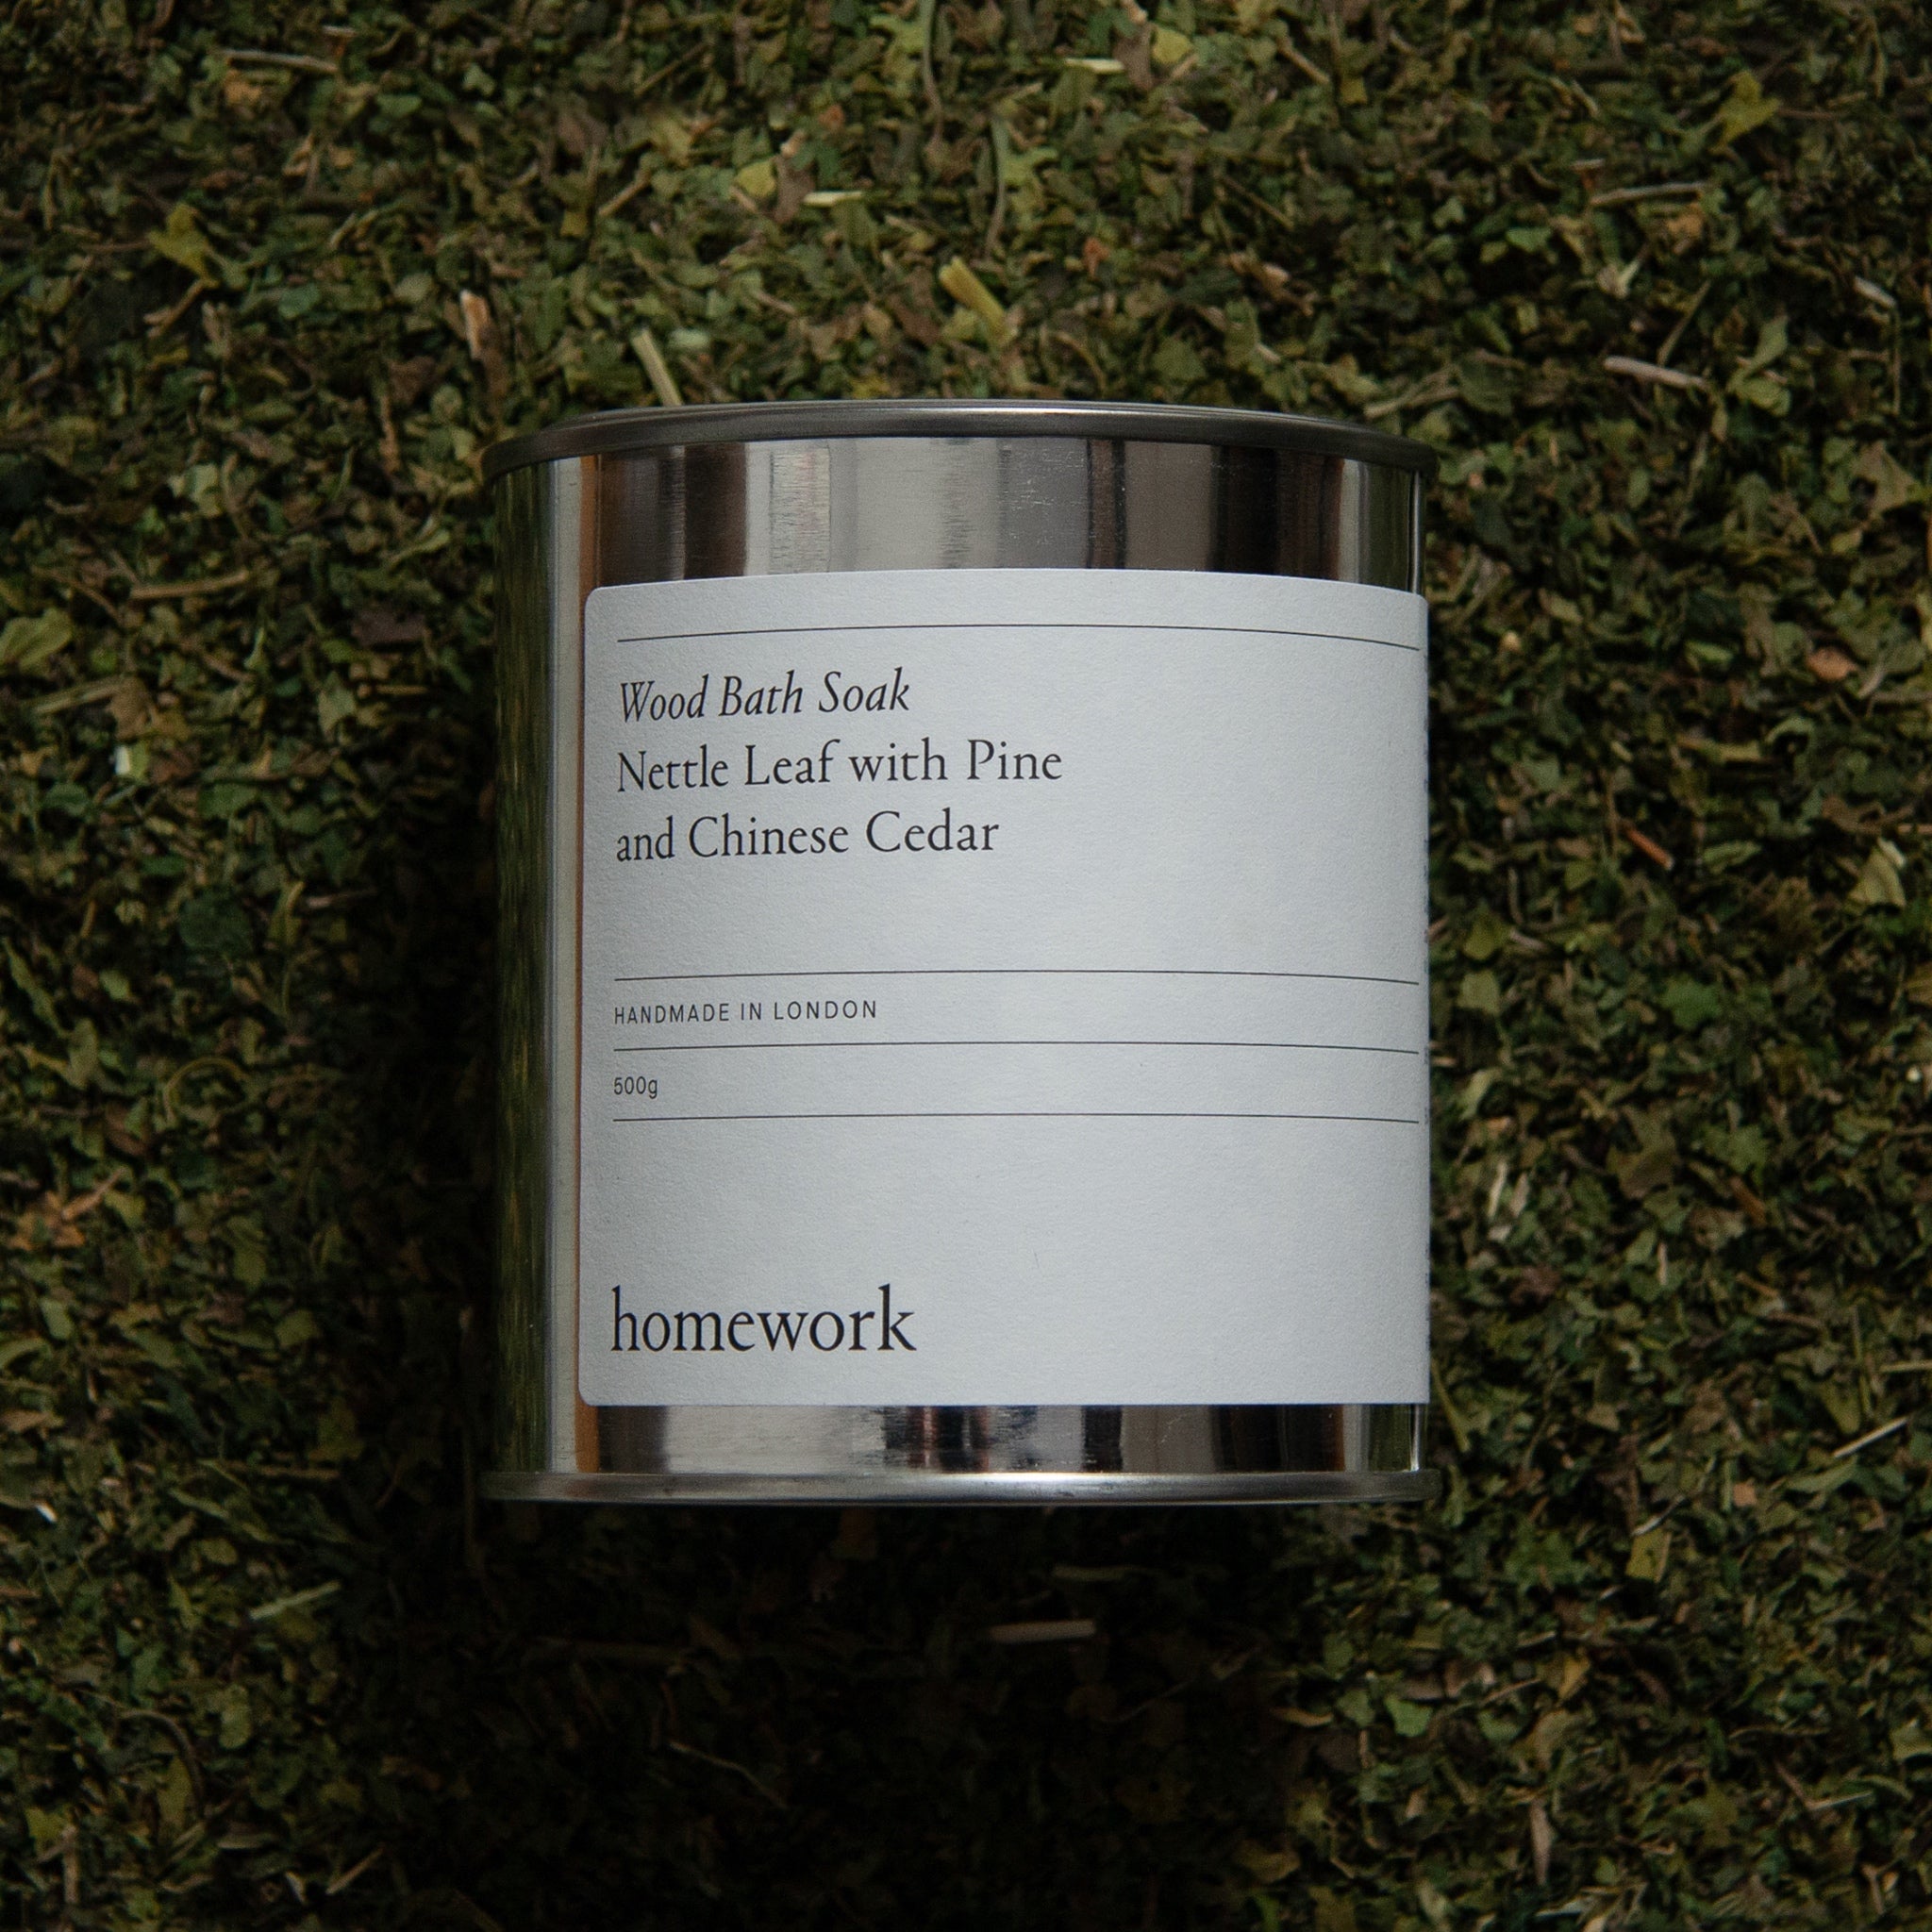 Wood Bath Soak
Nettle Leaf with Pine
and Chinese Cedar
HANDMADE IN LONDON
500g
homework